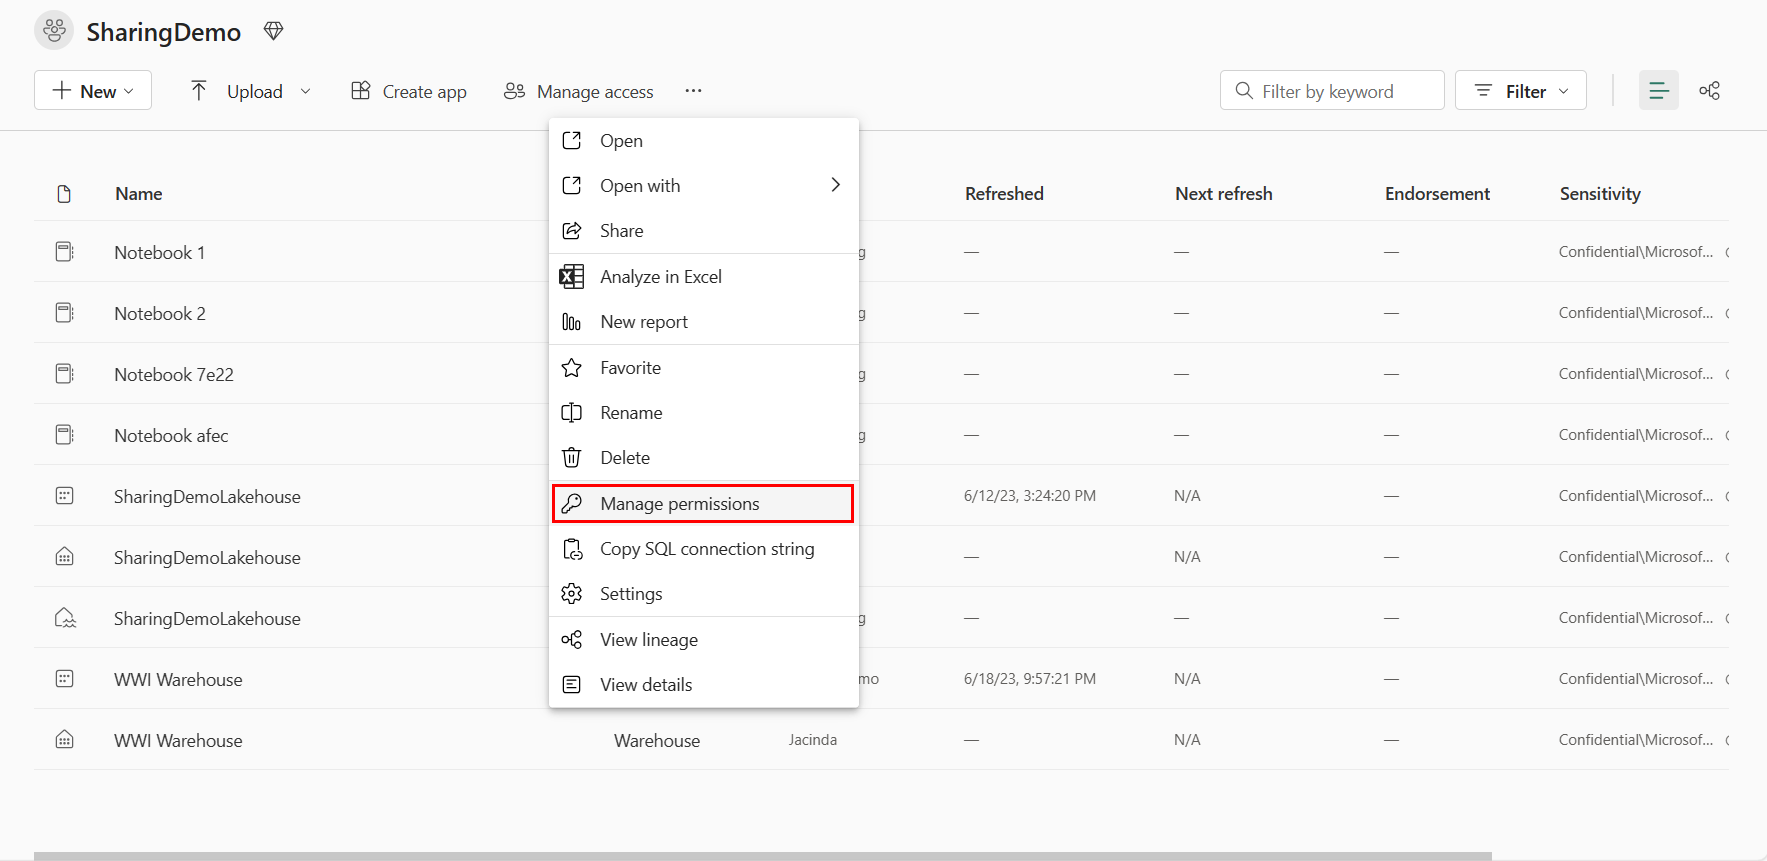 SharingDemo
New Upload Create app Manage access ... Filter by keyword Filter
Name Refreshed Next refresh Endorsement Sensitivity
Notebook 1 g — — — Confidential\Microsof...
Notebook 2 g — — — Confidential\Microsof...
Notebook 7e22 g — — — Confidential\Microsof...
Notebook afec g — — — Confidential\Microsof...
SharingDemoLakehouse 6/12/23, 3:24:20 PM N/A — Confidential\Microsof...
SharingDemoLakehouse — N/A — Confidential\Microsof...
SharingDemoLakehouse g — — — Confidential\Microsof...
WWI Warehouse mo 6/18/23, 9:57:21 PM N/A — Confidential\Microsof...
WWI Warehouse Warehouse Jacinda — N/A — Confidential\Microsof...
Open
Open with
Share
Analyze in Excel
New report
Favorite
Rename
Delete
Manage permissions
Copy SQL connection string
Settings
View lineage
View details